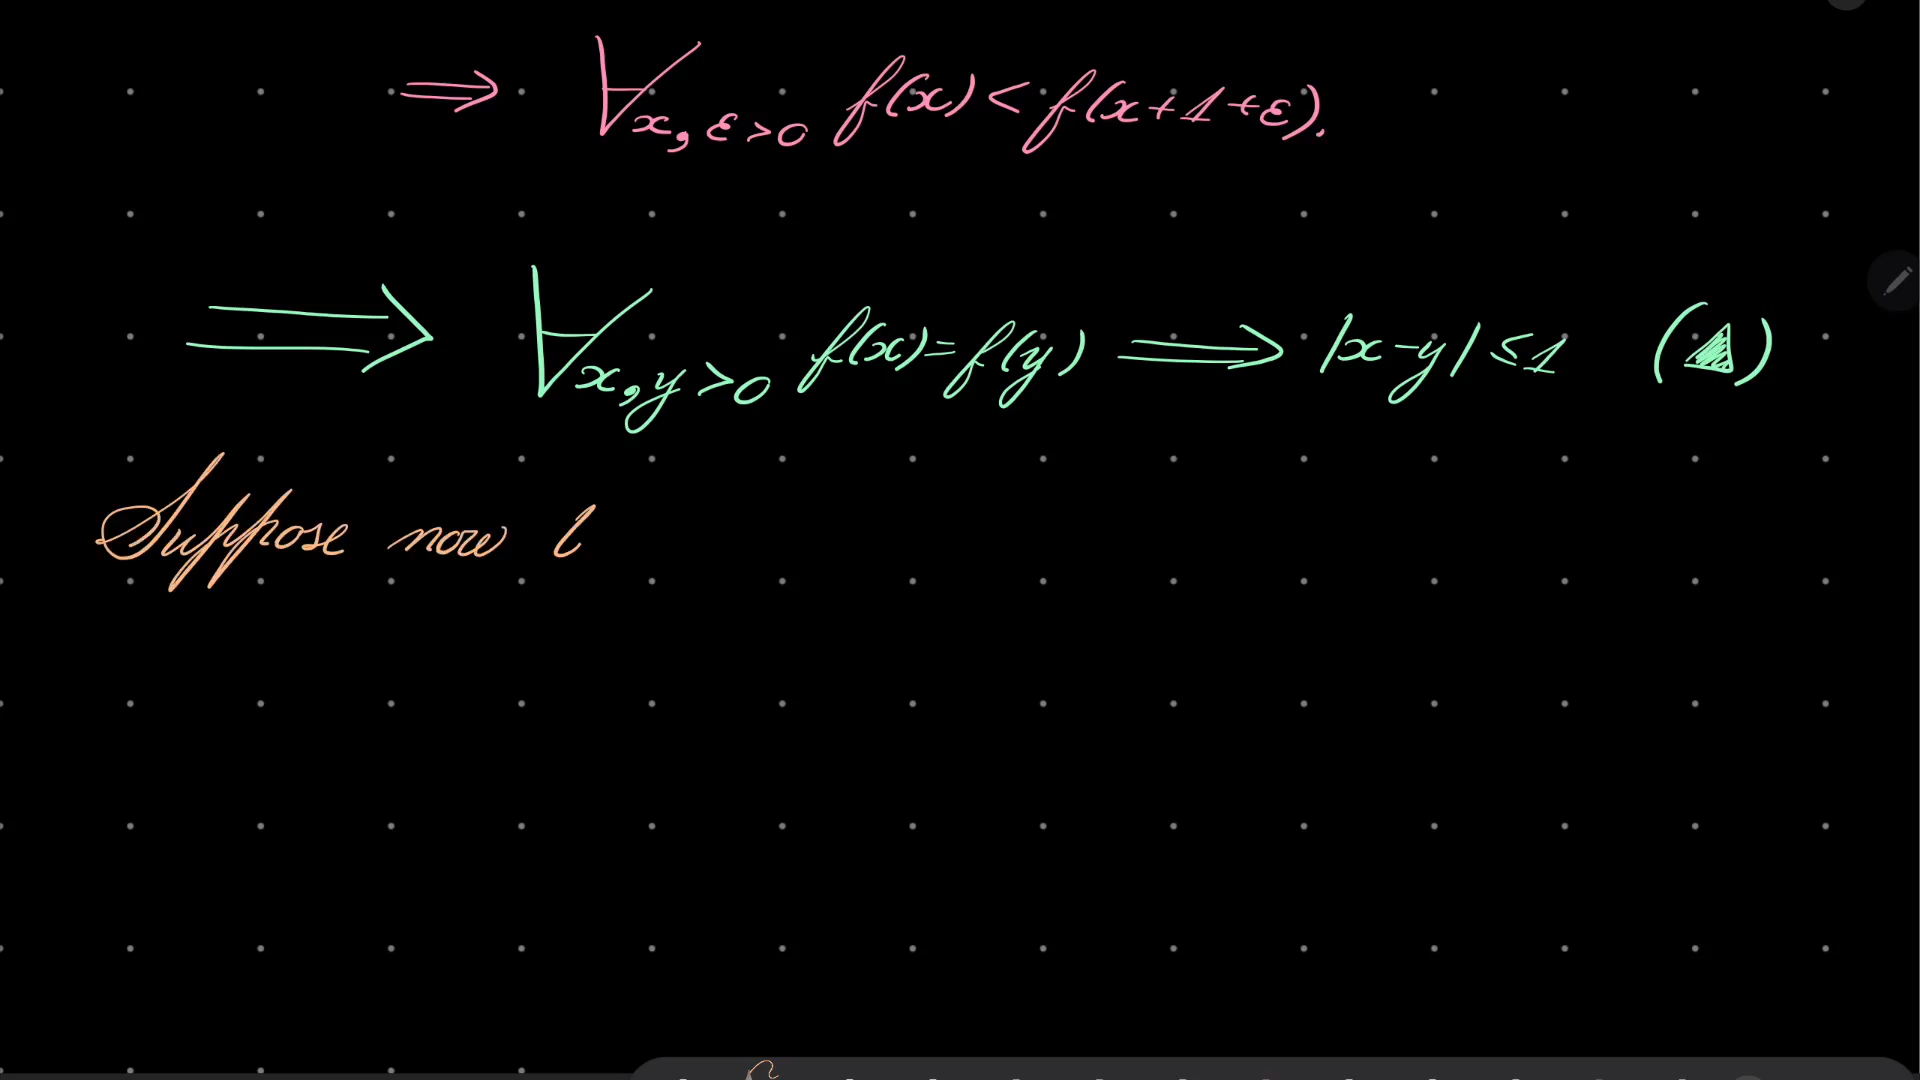 ⇒ ∀x, ε>0 f(x) < f(x+1+ε).
⇒ ∀x,y>0 f(x)=f(y) ⇒ |x-y| ≤ 1 (▲)
Suppose now l